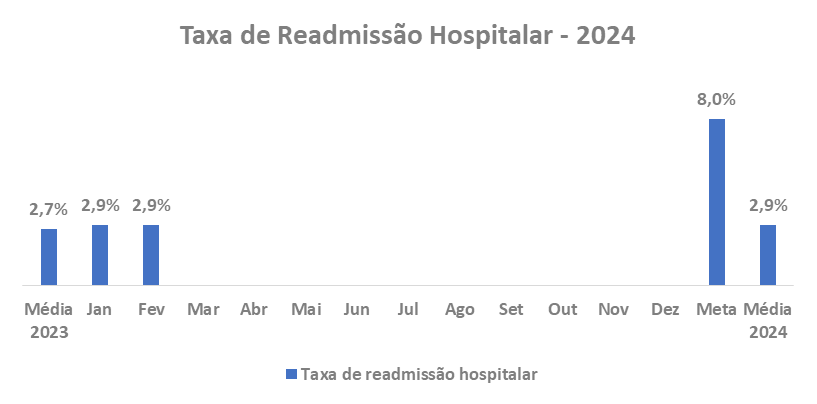 Taxa de Readmissão Hospitalar - 2024
8,0%
2,7%
2,9%
2,9%
2,9%
Média Jan Fev Mar Abr Mai Jun Jul Ago Set Out Nov Dez Meta Média
2023 2024
Taxa de readmissão hospitalar